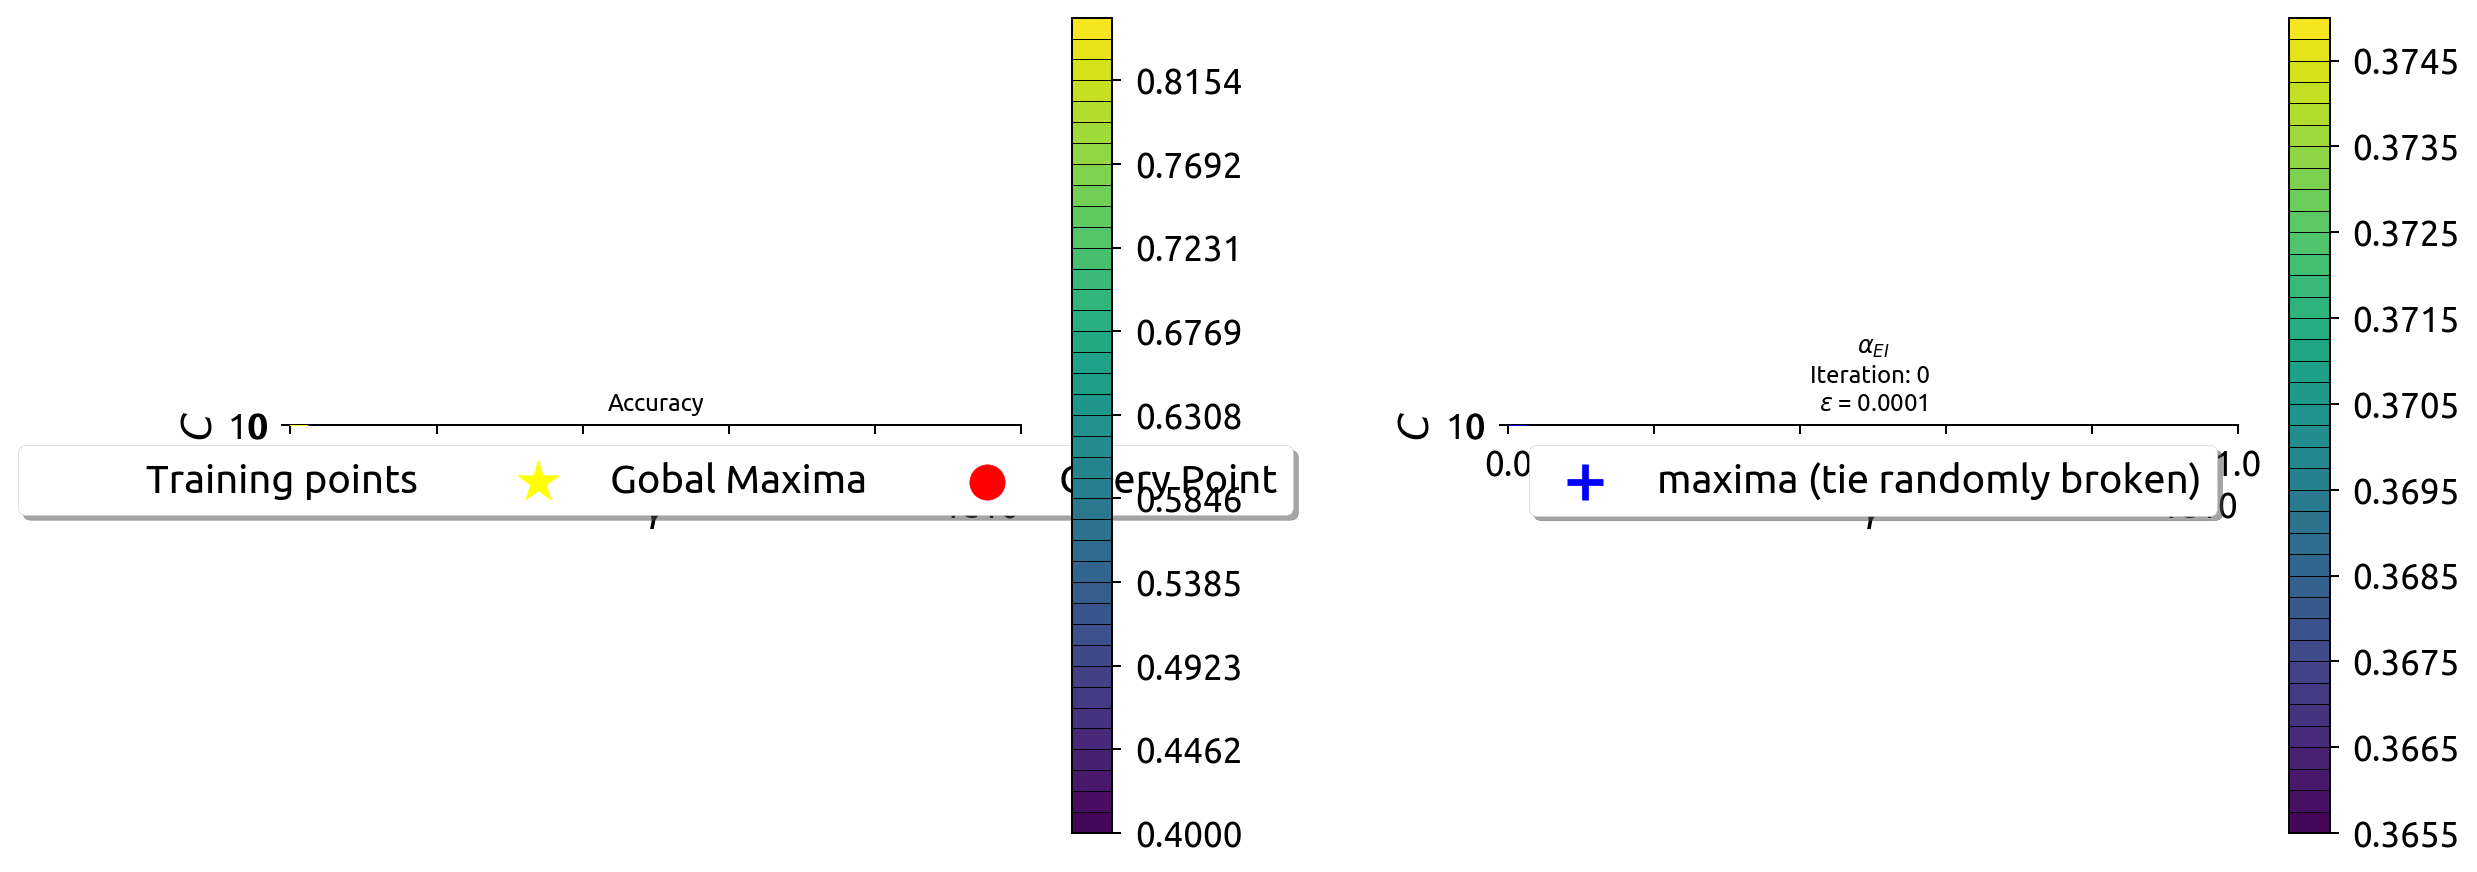 0.8154
0.7692
0.7231
0.6769
0.6308
0.5846
0.5385
0.4923
0.4462
0.4000
Accuracy
C 10
Training points
Gobal Maxima
Query Point
0.3745
0.3735
0.3725
0.3715
0.3705
0.3695
0.3685
0.3675
0.3665
0.3655
α_EI
Iteration: 0
ε = 0.0001
C 10
0.0
1.0
maxima (tie randomly broken)